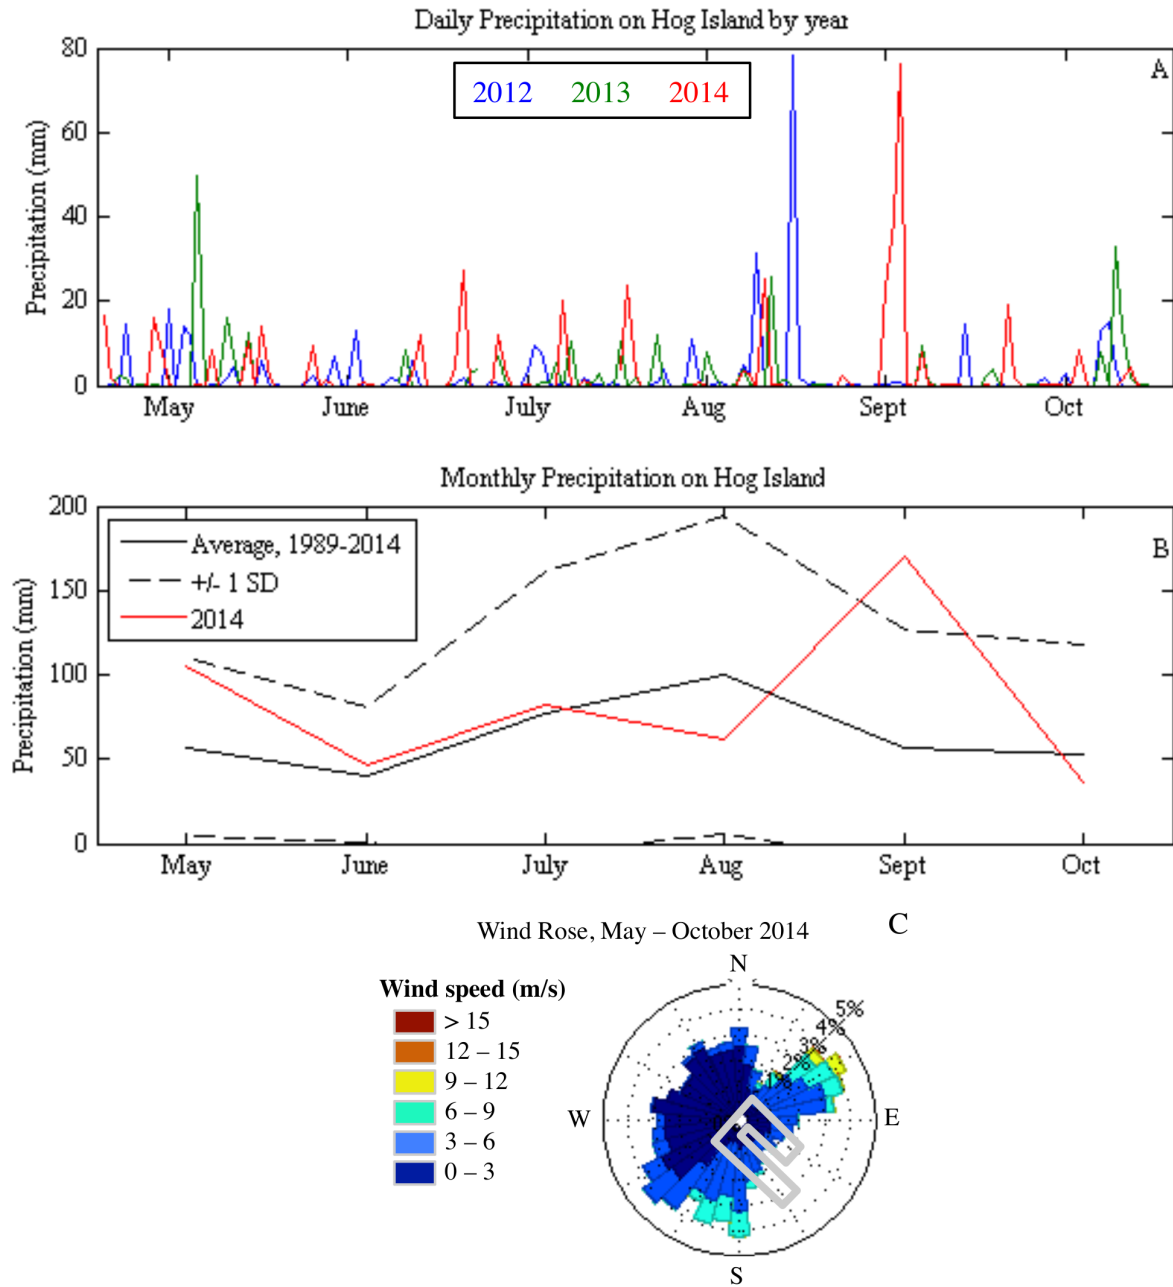 Daily Precipitation on Hog Island by year
A
2012 2013 2014
Precipitation (mm)
80
60
40
20
0
May June July Aug Sept Oct
Monthly Precipitation on Hog Island
B
Average, 1989-2014
+/- 1 SD
2014
Precipitation (mm)
200
150
100
50
0
May June July Aug Sept Oct
C
Wind Rose, May – October 2014
Wind speed (m/s)
> 15
12 – 15
9 – 12
6 – 9
3 – 6
0 – 3
N
5%
4%
3%
2%
1%
W
E
S